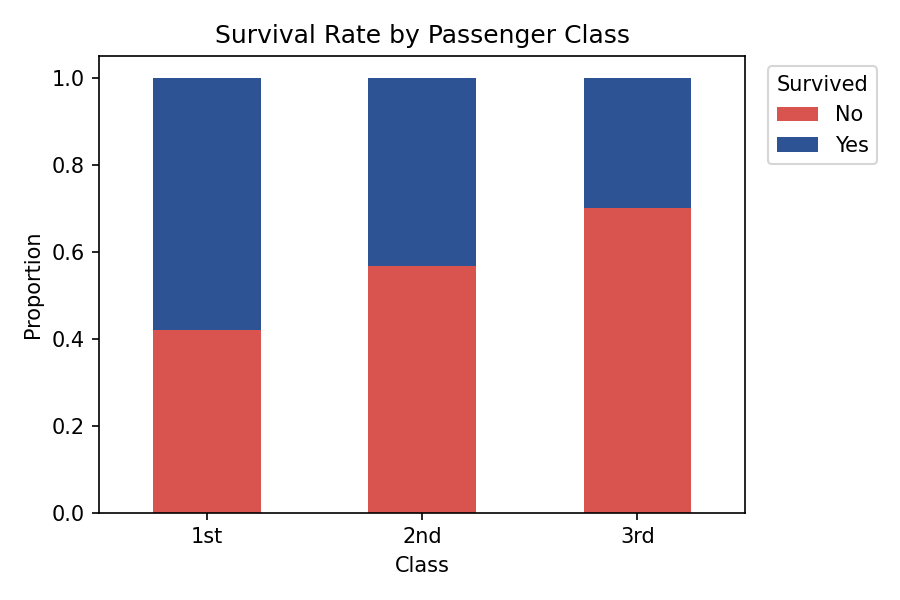 Survival Rate by Passenger Class
Survived
No
Yes
1.0
0.8
0.6
0.4
0.2
0.0
Proportion
1st 2nd 3rd
Class